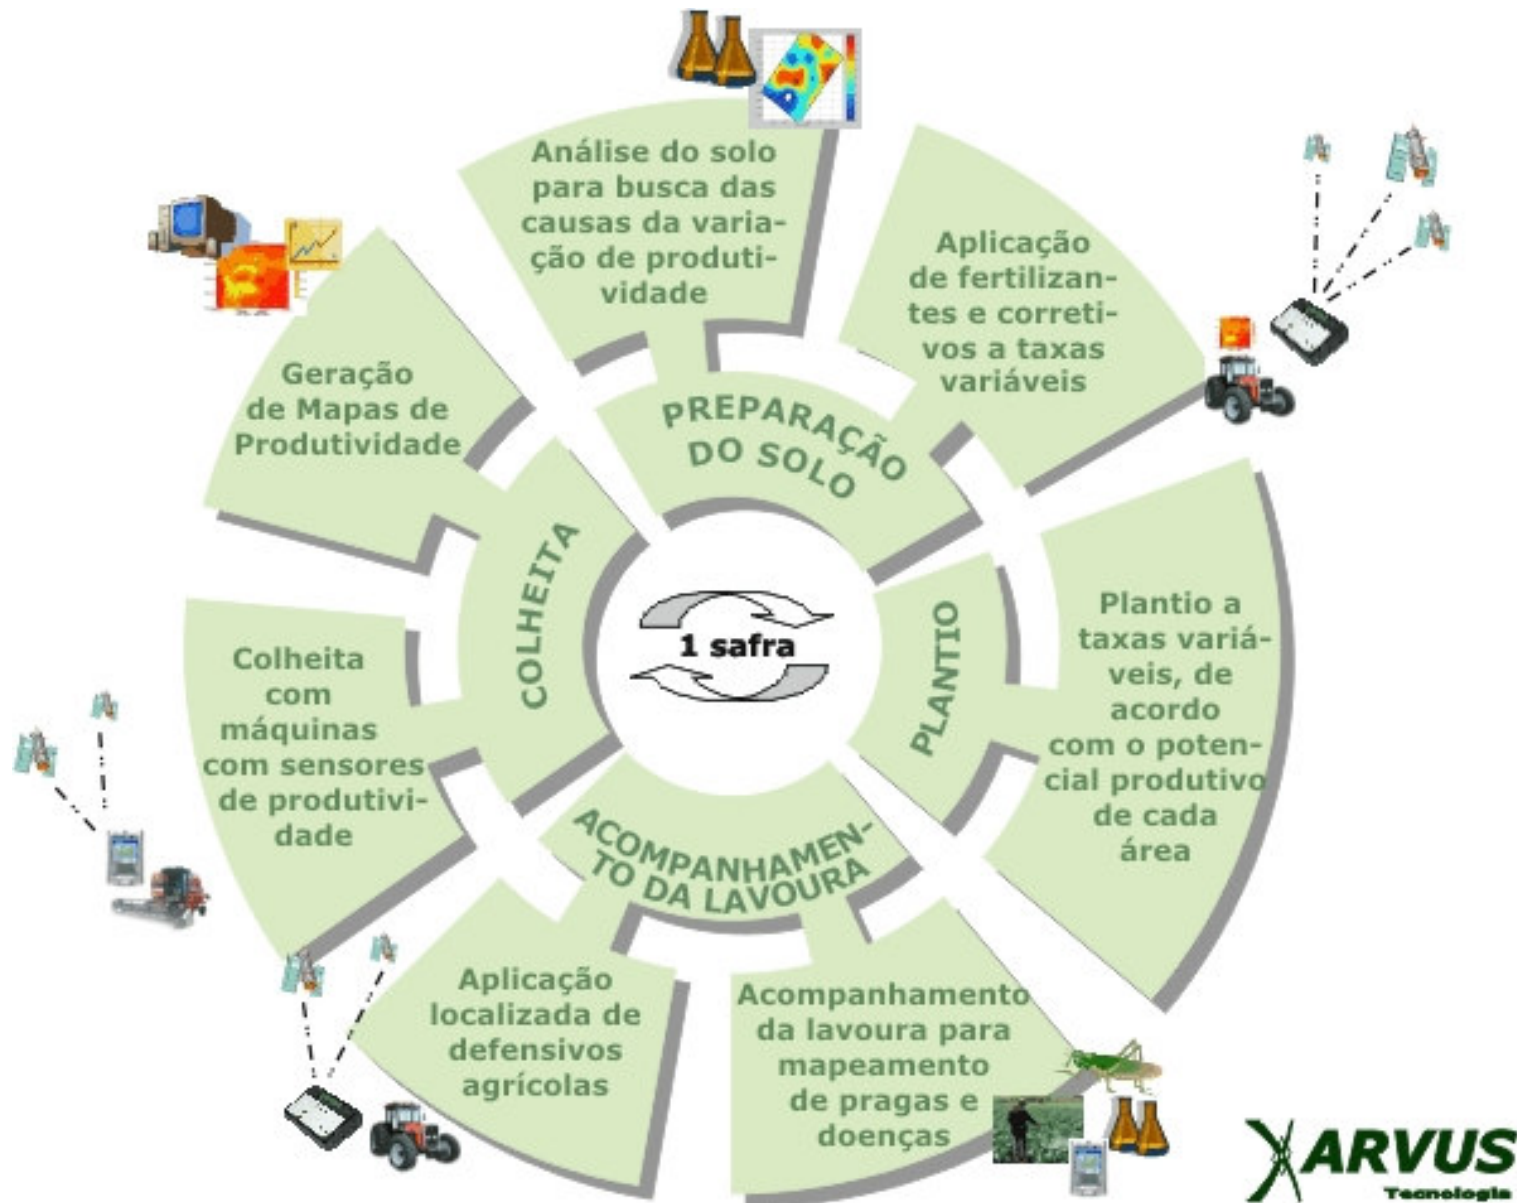 Análise do solo
para busca das
causas da varia-
ção de produti-
vidade
Aplicação
de fertilizan-
tes e correti-
vos a taxas
variáveis
PREPARAÇÃO
DO SOLO
Plantio a
taxas variá-
veis, de
acordo
com o poten-
cial produtivo
de cada
área
PLANTIO
Acompanhamento
da lavoura para
mapeamento
de pragas e
doenças
Aplicação
localizada de
defensivos
agrícolas
ACOMPANHAMEN-
TO DA LAVOURA
Colheita
com
máquinas
com sensores
de produtivi-
dade
Geração
de Mapas de
Produtividade
COLHEITA
1 safra
ARVUS
Tecnologia